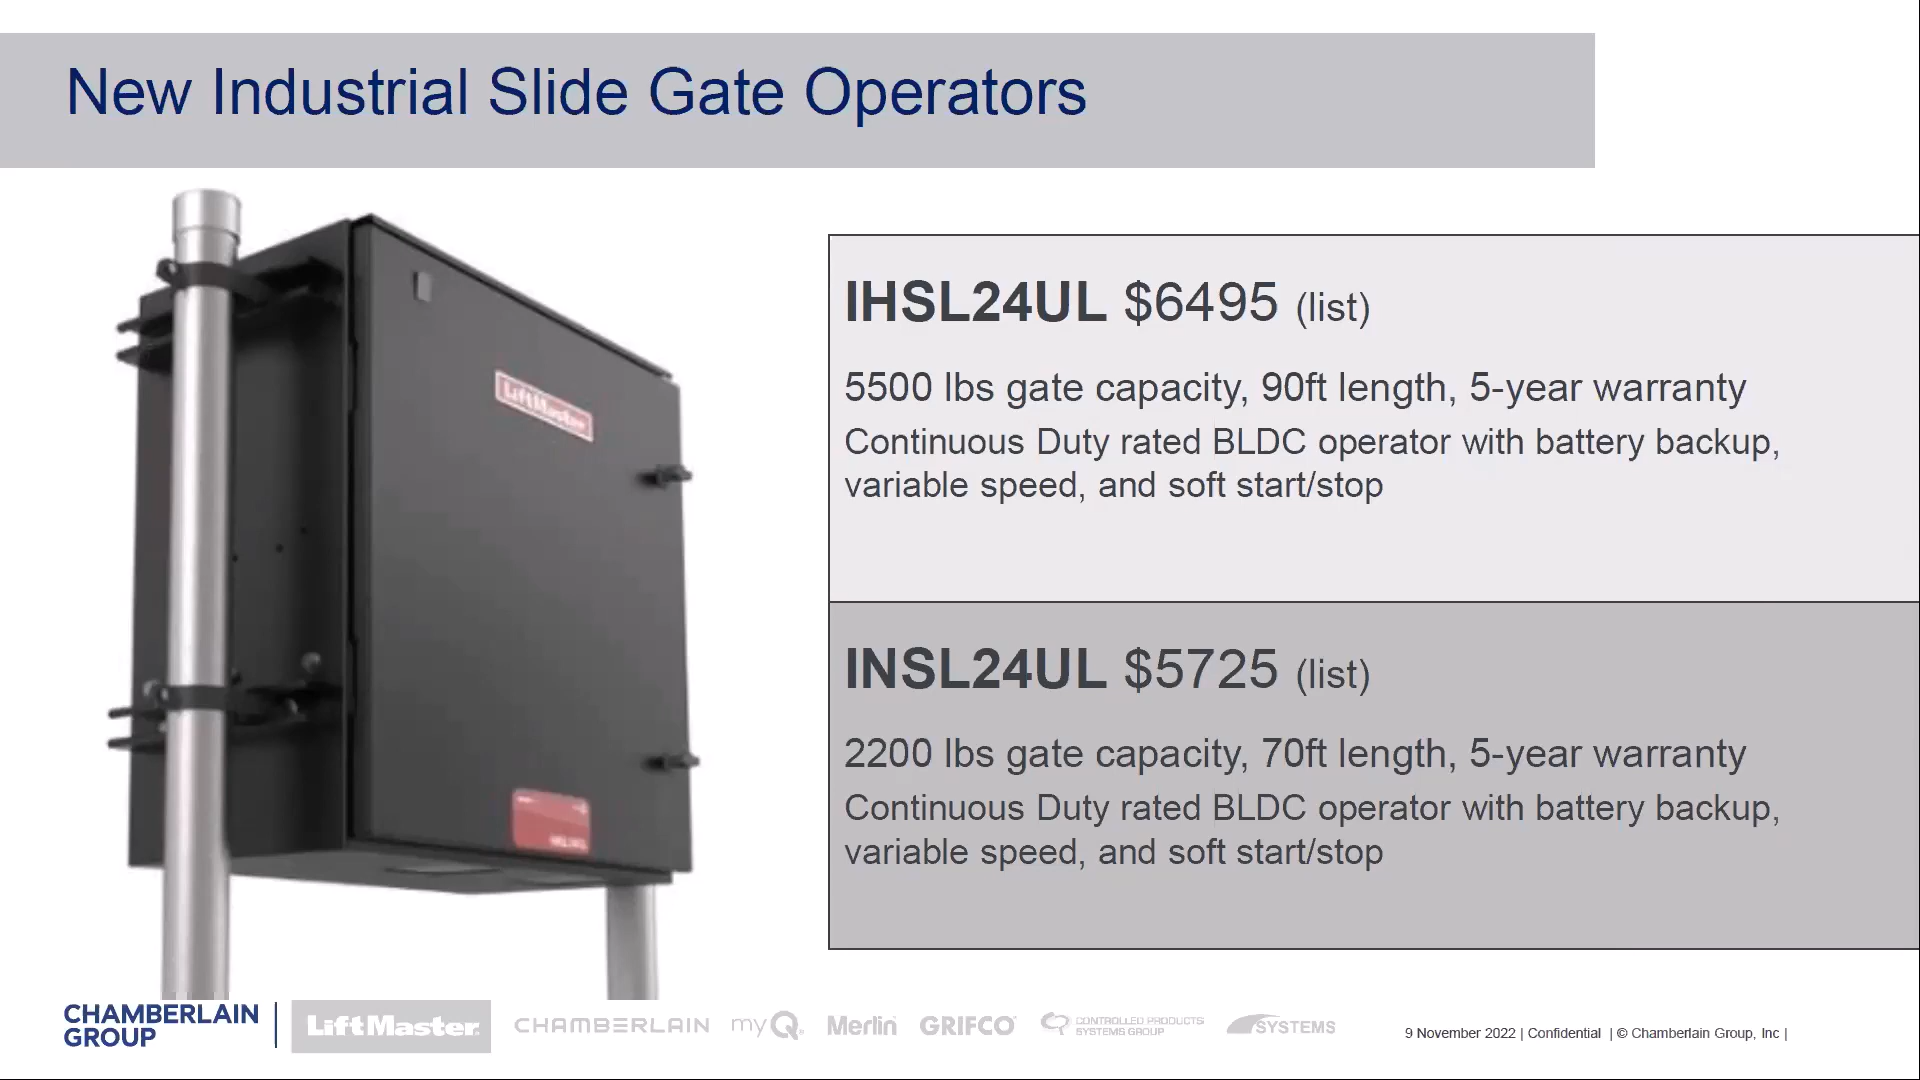 New Industrial Slide Gate Operators
LiftMaster
IHSL24UL $6495 (list)
5500 lbs gate capacity, 90ft length, 5-year warranty
Continuous Duty rated BLDC operator with battery backup,
variable speed, and soft start/stop
INSL24UL $5725 (list)
2200 lbs gate capacity, 70ft length, 5-year warranty
Continuous Duty rated BLDC operator with battery backup,
variable speed, and soft start/stop
CHAMBERLAIN
GROUP
LiftMaster
CHAMBERLAIN
myQ
Merlin
GRIFCO
CONTROLLED PRODUCTS
SYSTEMS GROUP
SYSTEMS
9 November 2022 | Confidential | © Chamberlain Group, Inc |